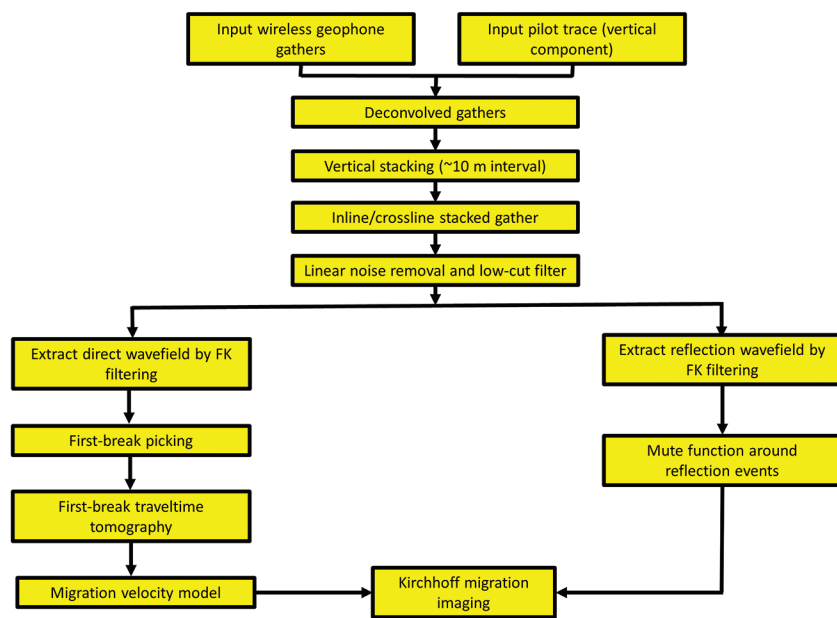 Input wireless geophone
gathers
Input pilot trace (vertical
component)
Deconvolved gathers
Vertical stacking (~10 m interval)
Inline/crossline stacked gather
Linear noise removal and low-cut filter
Extract direct wavefield by FK
filtering
First-break picking
First-break traveltime
tomography
Migration velocity model
Extract reflection wavefield by
FK filtering
Mute function around
reflection events
Kirchhoff migration
imaging